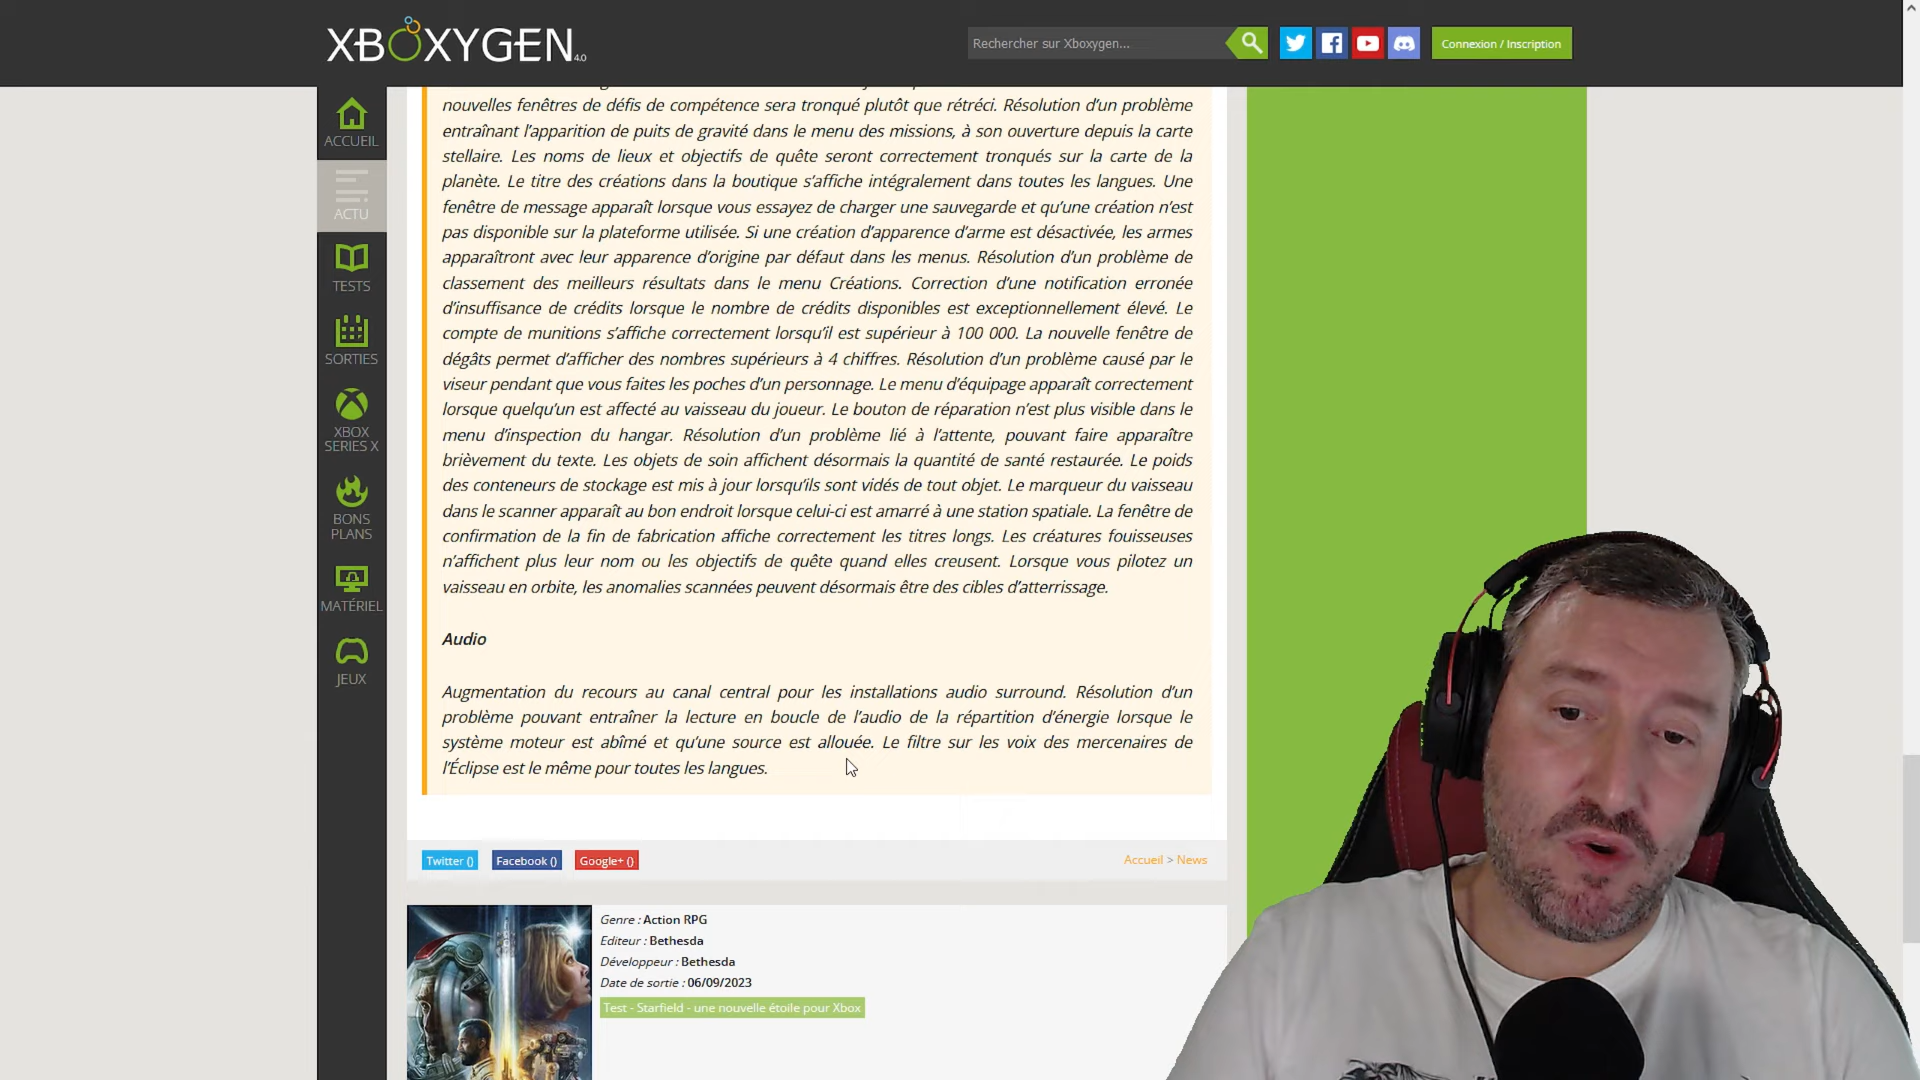 XBOXYGEN 4.0
Rechercher sur Xboxygen...
Connexion / Inscription
ACCUEIL
ACTU
TESTS
SORTIES
XBOX
SERIES X
BONS
PLANS
MATÉRIEL
JEUX
nouvelles fenêtres de défis de compétence sera tronqué plutôt que rétréci. Résolution d’un problème
entraînant l’apparition de puits de gravité dans le menu des missions, à son ouverture depuis la carte
stellaire. Les noms de lieux et objectifs de quête seront correctement tronqués sur la carte de la
planète. Le titre des créations dans la boutique s’affiche intégralement dans toutes les langues. Une
fenêtre de message apparaît lorsque vous essayez de charger une sauvegarde et qu’une création n’est
pas disponible sur la plateforme utilisée. Si une création d’apparence d’arme est désactivée, les armes
apparaîtront avec leur apparence d’origine par défaut dans les menus. Résolution d’un problème de
classement des meilleurs résultats dans le menu Créations. Correction d’une notification erronée
d’insuffisance de crédits lorsque le nombre de crédits disponibles est exceptionnellement élevé. Le
compte de munitions s’affiche correctement lorsqu’il est supérieur à 100 000. La nouvelle fenêtre de
dégâts permet d’afficher des nombres supérieurs à 4 chiffres. Résolution d’un problème causé par le
viseur pendant que vous faites les poches d’un personnage. Le menu d’équipage apparaît correctement
lorsque quelqu’un est affecté au vaisseau du joueur. Le bouton de réparation n’est plus visible dans le
menu d’inspection du hangar. Résolution d’un problème lié à l’attente, pouvant faire apparaître
brièvement du texte. Les objets de soin affichent désormais la quantité de santé restaurée. Le poids
des conteneurs de stockage est mis à jour lorsqu’ils sont vidés de tout objet. Le marqueur du vaisseau
dans le scanner apparaît au bon endroit lorsque celui-ci est amarré à une station spatiale. La fenêtre de
confirmation de la fin de fabrication affiche correctement les titres longs. Les créatures fouisseuses
n’affichent plus leur nom ou les objectifs de quête quand elles creusent. Lorsque vous pilotez un
vaisseau en orbite, les anomalies scannées peuvent désormais être des cibles d’atterrissage.
Audio
Augmentation du recours au canal central pour les installations audio surround. Résolution d’un
problème pouvant entraîner la lecture en boucle de l’audio de la répartition d’énergie lorsque le
système moteur est abîmé et qu’une source est allouée. Le filtre sur les voix des mercenaires de
l’Éclipse est le même pour toutes les langues.
Twitter ()
Facebook ()
Google+ ()
Accueil > News
Genre : Action RPG
Editeur : Bethesda
Développeur : Bethesda
Date de sortie : 06/09/2023
Test - Starfield - une nouvelle étoile pour Xbox